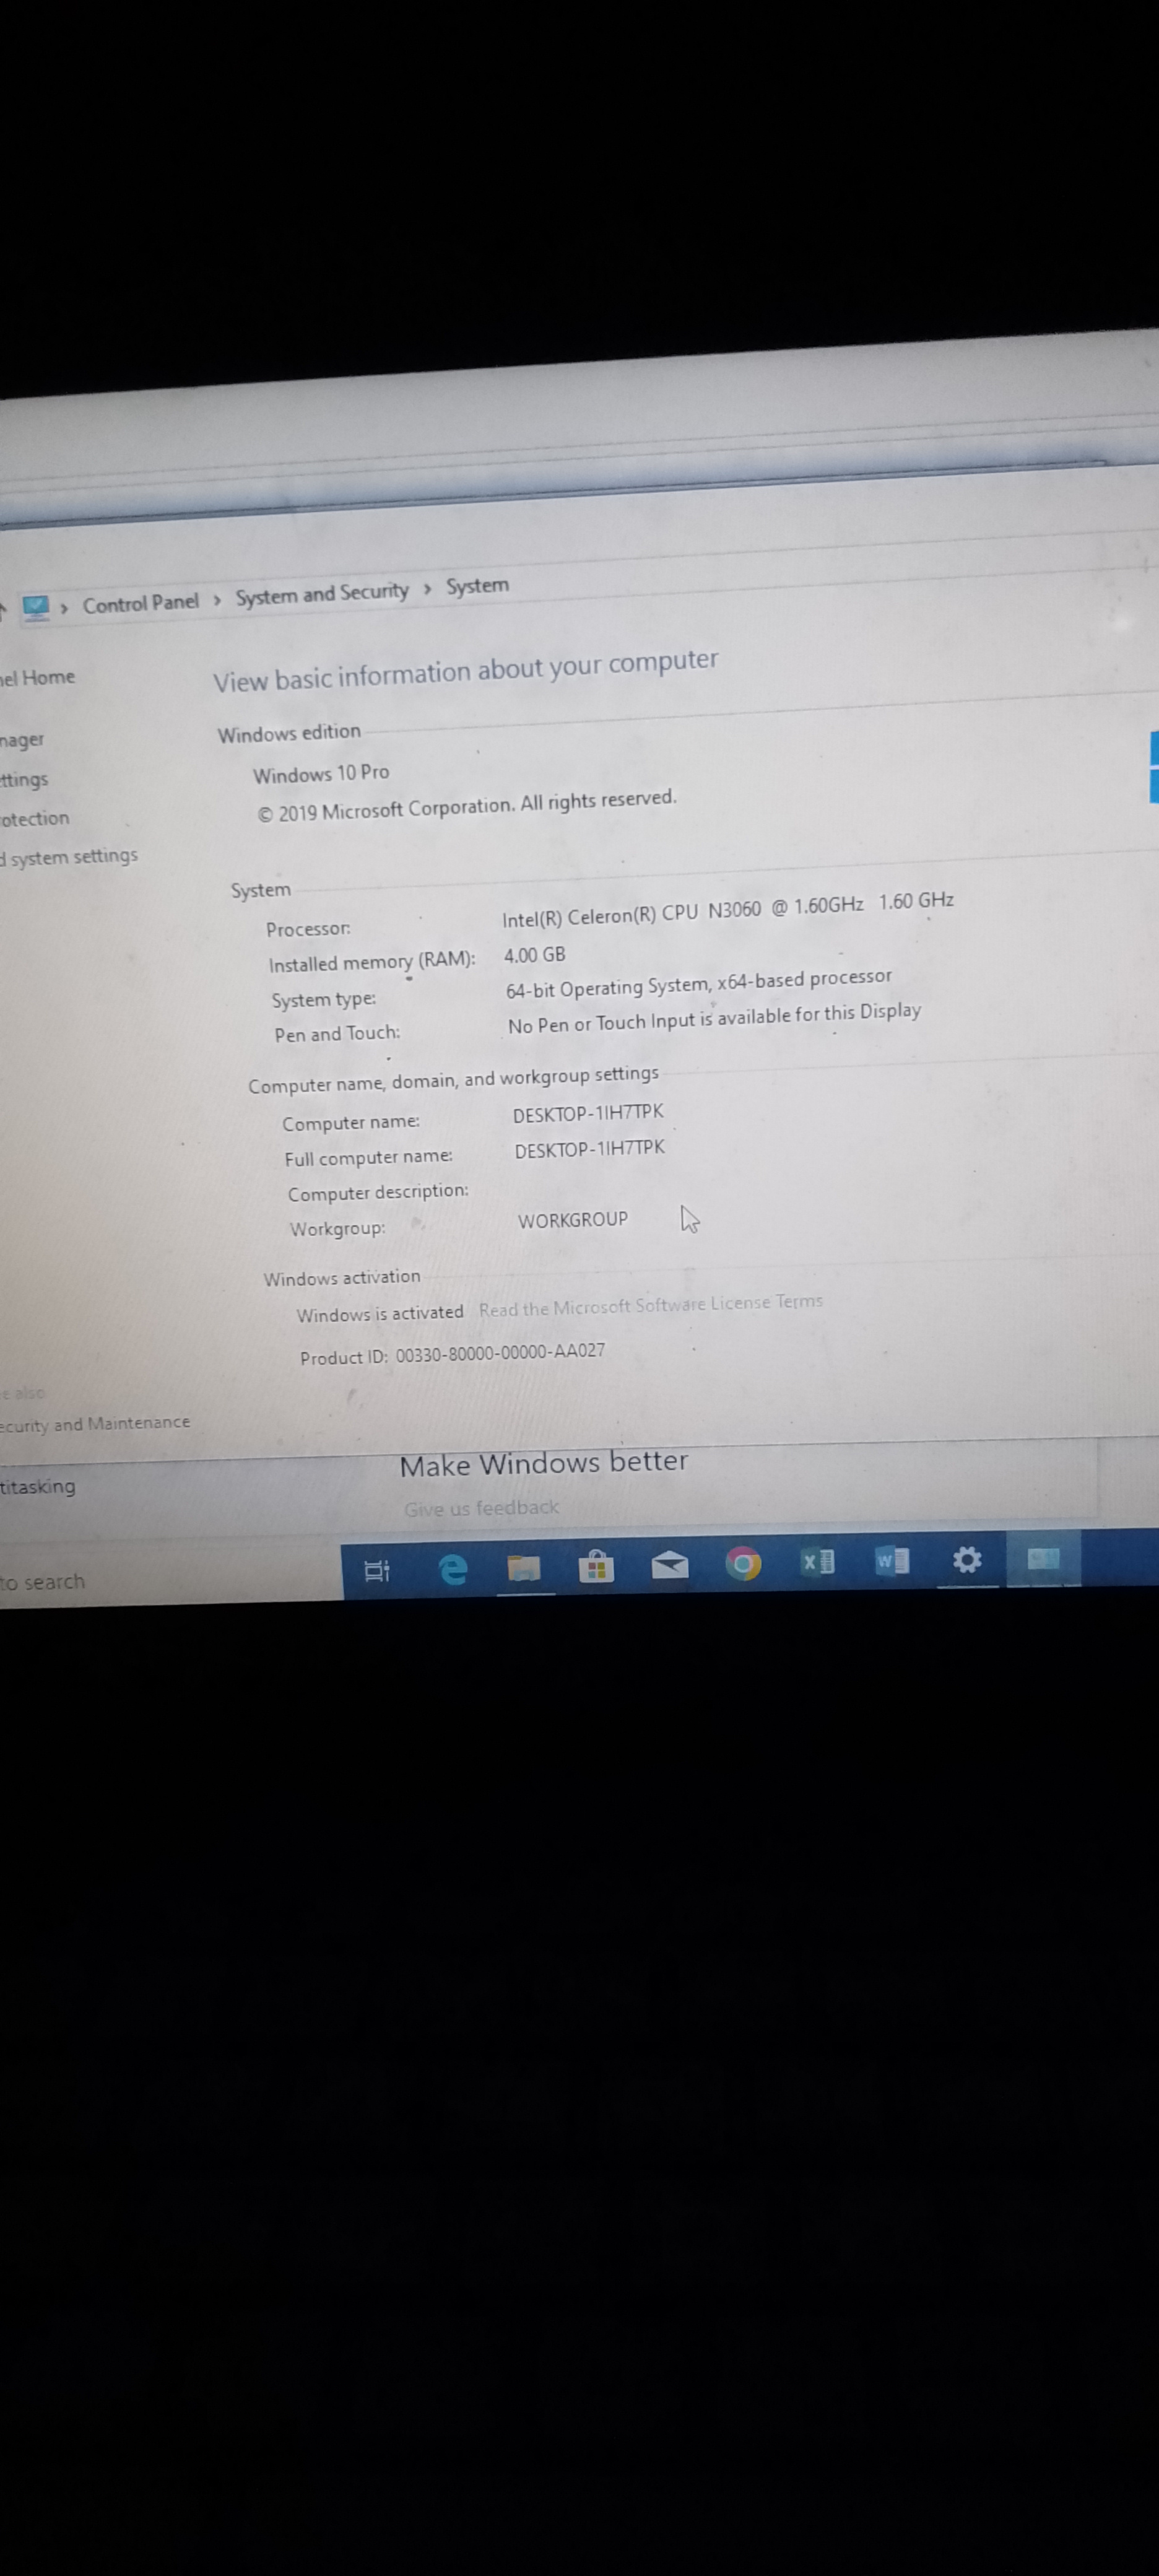 Control Panel › System and Security › System
nel Home
View basic information about your computer
nager
Windows edition
ttings
Windows 10 Pro
otection
© 2019 Microsoft Corporation. All rights reserved.
d system settings
System
Processor: Intel(R) Celeron(R) CPU N3060 @ 1.60GHz 1.60 GHz
Installed memory (RAM): 4.00 GB
System type: 64-bit Operating System, x64-based processor
Pen and Touch: No Pen or Touch Input is available for this Display
Computer name, domain, and workgroup settings
Computer name: DESKTOP-1IH7TPK
Full computer name: DESKTOP-1IH7TPK
Computer description:
Workgroup: WORKGROUP
Windows activation
Windows is activated Read the Microsoft Software License Terms
Product ID: 00330-80000-00000-AA027
e also
ecurity and Maintenance
Make Windows better
titasking
Give us feedback
to search